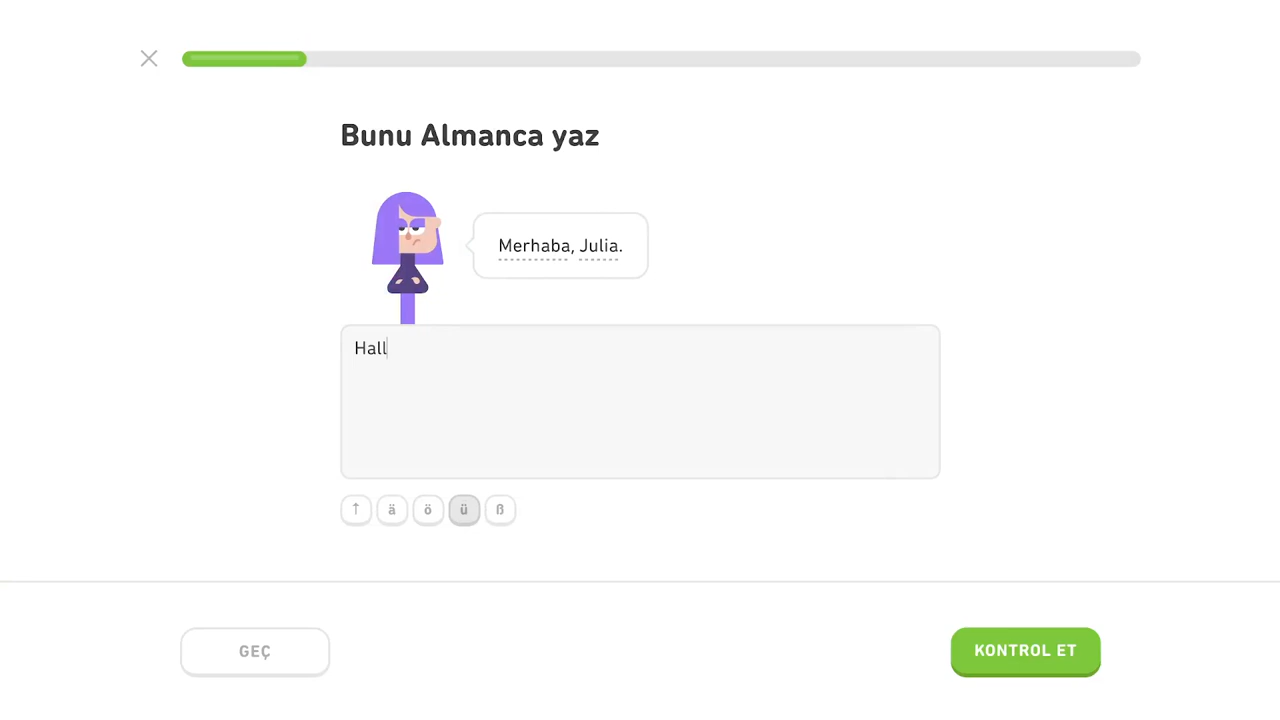 Bunu Almanca yaz
Merhaba, Julia.
Hall
↑ ä ö ü ß
GEÇ
KONTROL ET